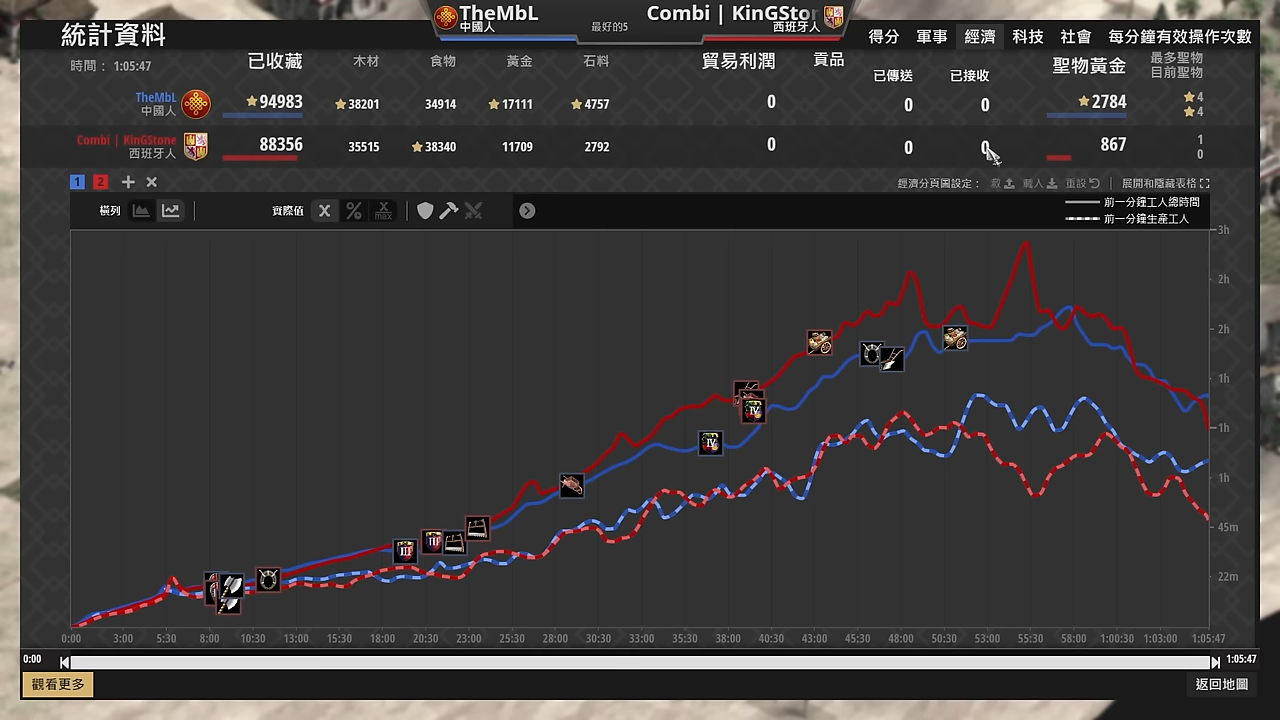 TheMbL
中國人
最好的5
Combi | KinGStor
西班牙人
統計資料
得分 軍事 經濟 科技 社會 每分鐘有效操作次數
時間： 1:05:47
已收藏 木材 食物 黃金 石料 貿易利潤 貢品 已傳送 已接收 聖物黃金 最多聖物
目前聖物
TheMbL
中國人
94983 38201 34914 17111 4757 0 0 0 2784 4
4
Combi | KinGStone
西班牙人
88356 35515 38340 11709 2792 0 0 0 867 1
0
1 2
經濟分頁圖設定： 載入 重設 | 展開和隱藏表格
橫列 實際值 X % X max
前一分鐘工人總時間
前一分鐘生產工人
3h
2h
2h
1h
1h
1h
45m
22m
IV
IV
III
III
0:00 3:00 5:30 8:00 10:30 13:00 15:30 18:00 20:30 23:00 25:30 28:00 30:30 33:00 35:30 38:00 40:30 43:00 45:30 48:00 50:30 53:00 55:30 58:00 1:00:30 1:03:00 1:05:47
0:00 1:05:47
觀看更多 返回地圖